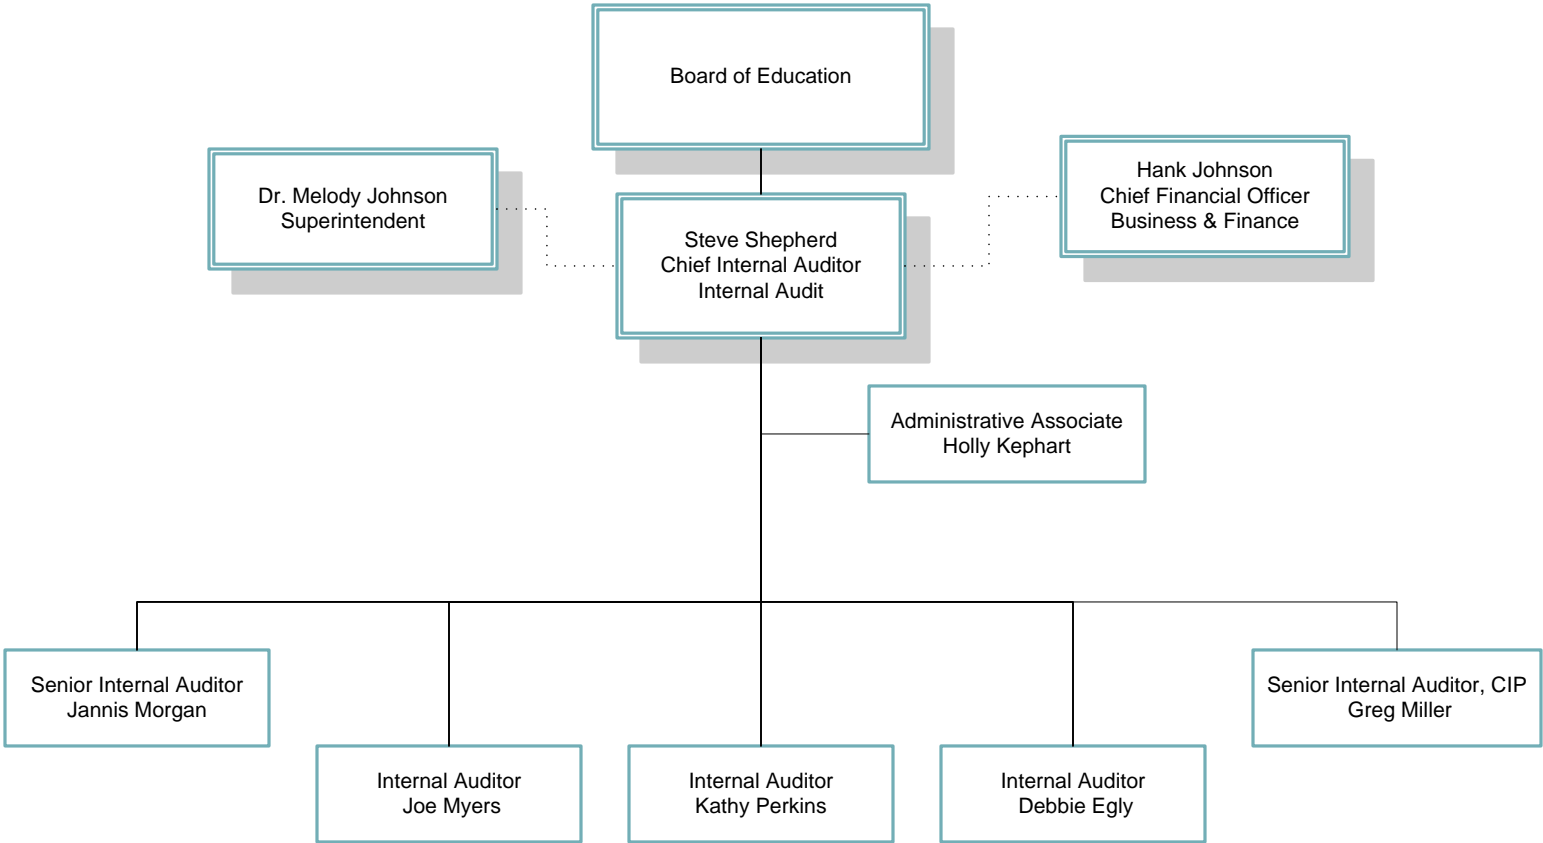 Board of Education
Dr. Melody Johnson
Superintendent
Hank Johnson
Chief Financial Officer
Business & Finance
Steve Shepherd
Chief Internal Auditor
Internal Audit
Administrative Associate
Holly Kephart
Senior Internal Auditor
Jannis Morgan
Senior Internal Auditor, CIP
Greg Miller
Internal Auditor
Joe Myers
Internal Auditor
Kathy Perkins
Internal Auditor
Debbie Egly